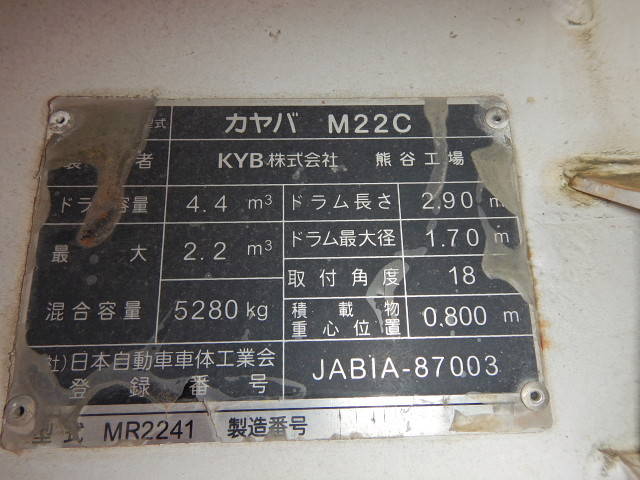 型式 カヤバ M22C
者 KYB株式会社 熊谷工場
ドラム容量 4.4 m³ ドラム長さ 2.90 m
最大 2.2 m³ ドラム最大径 1.70 m
取付角度 18
混合容量 5280kg 積載物重心位置 0.800 m
社)日本自動車車体工業会
登録番号 JABIA-87003
型式 MR2241 製造番号